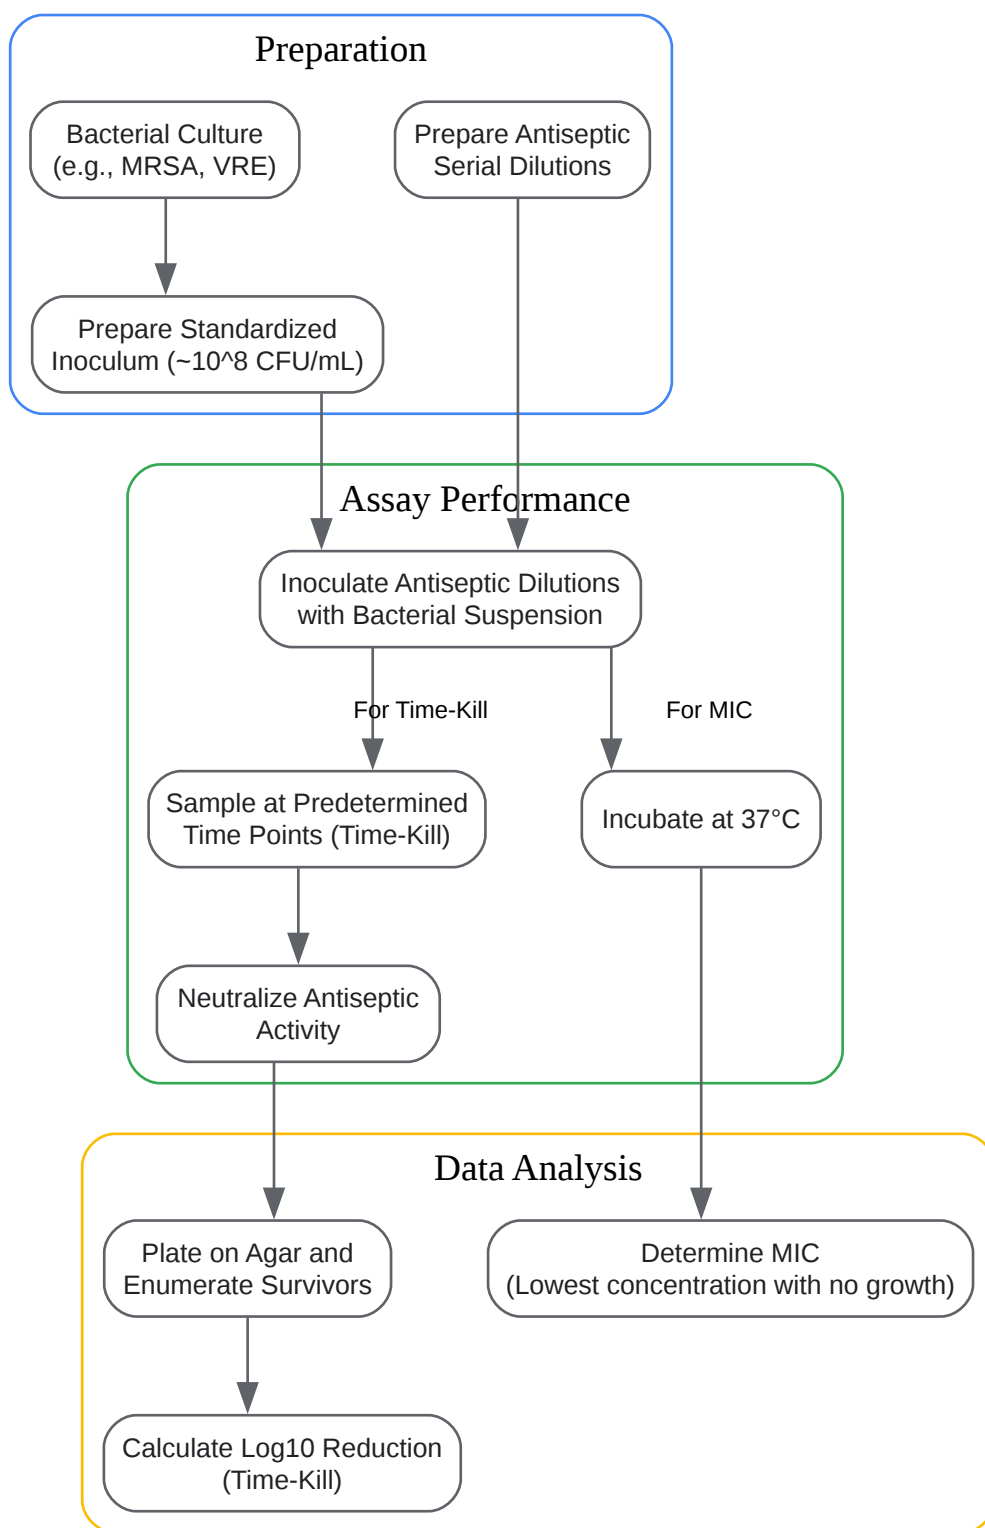 Preparation
Bacterial Culture
(e.g., MRSA, VRE)
Prepare Antiseptic
Serial Dilutions
Prepare Standardized
Inoculum (~10^8 CFU/mL)
Assay Performance
Inoculate Antiseptic Dilutions
with Bacterial Suspension
For Time-Kill
For MIC
Sample at Predetermined
Time Points (Time-Kill)
Incubate at 37°C
Neutralize Antiseptic
Activity
Data Analysis
Plate on Agar and
Enumerate Survivors
Determine MIC
(Lowest concentration with no growth)
Calculate Log10 Reduction
(Time-Kill)